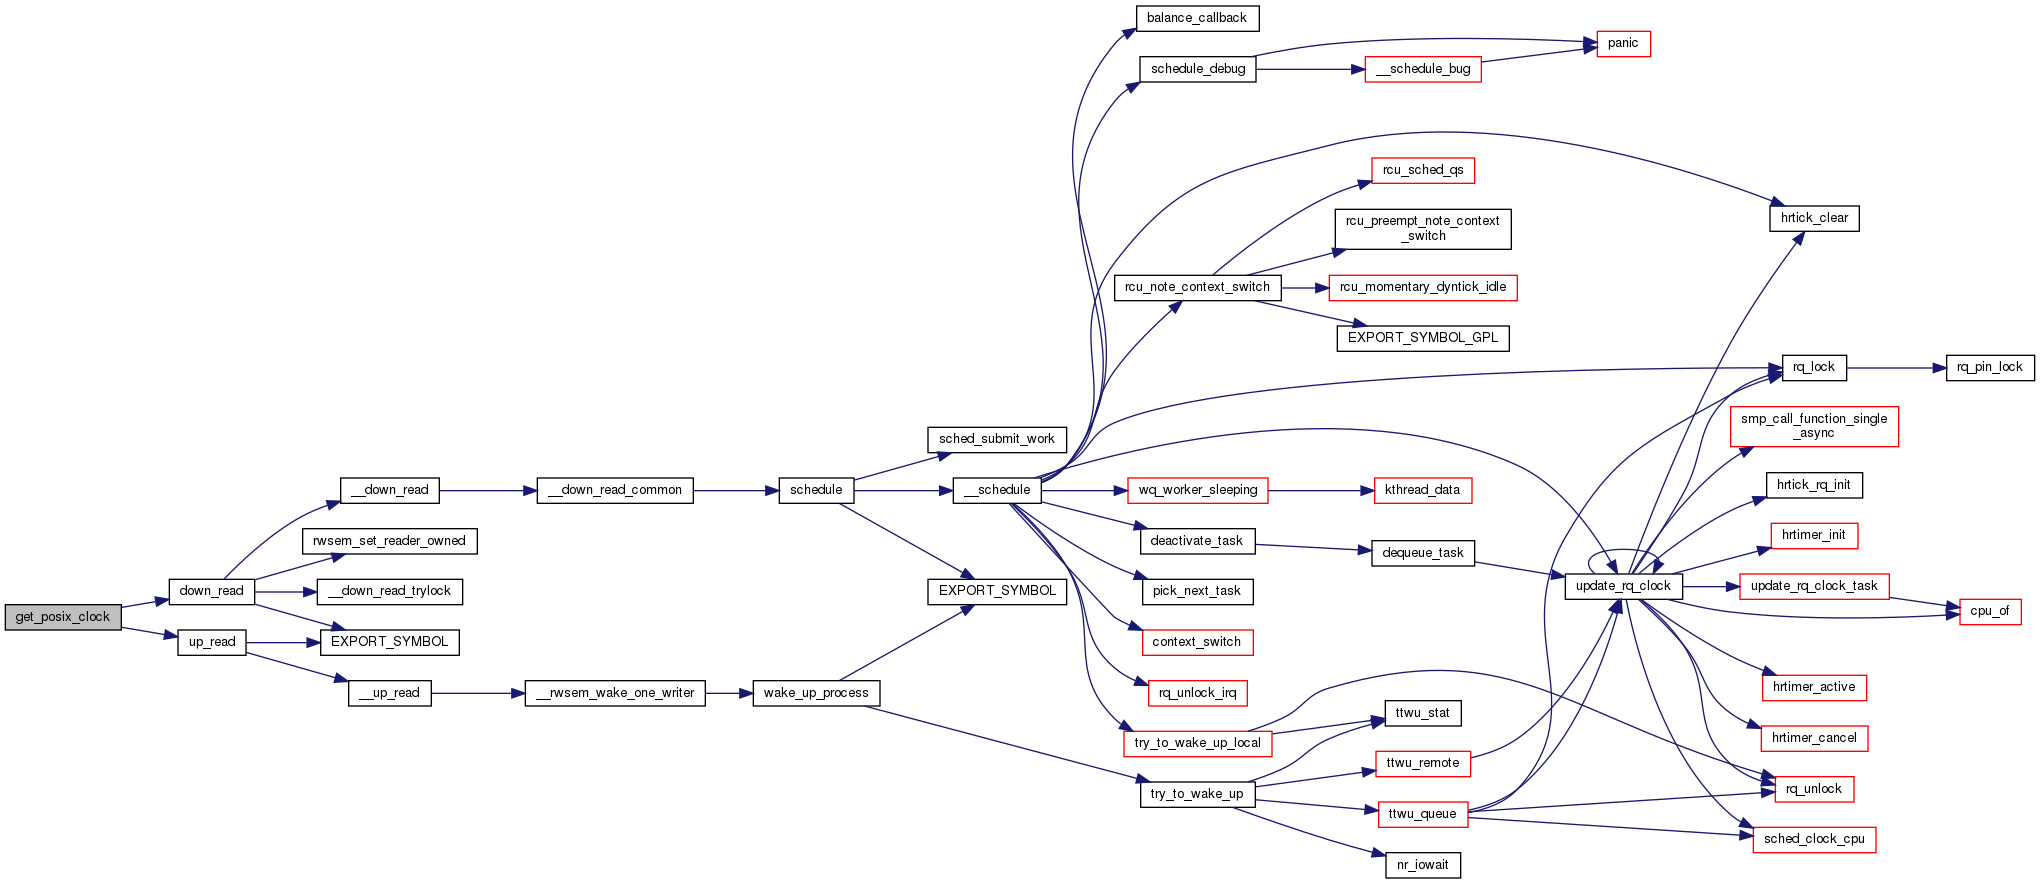 balance_callback
panic
schedule_debug
__schedule_bug
rcu_sched_qs
rcu_preempt_note_context
_switch
hrtick_clear
rcu_note_context_switch
rcu_momentary_dyntick_idle
EXPORT_SYMBOL_GPL
rq_lock
rq_pin_lock
smp_call_function_single
_async
sched_submit_work
__down_read
__down_read_common
schedule
__schedule
wq_worker_sleeping
kthread_data
hrtick_rq_init
rwsem_set_reader_owned
deactivate_task
dequeue_task
hrtimer_init
down_read
__down_read_trylock
EXPORT_SYMBOL
pick_next_task
update_rq_clock
update_rq_clock_task
cpu_of
get_posix_clock
up_read
EXPORT_SYMBOL
context_switch
__up_read
__rwsem_wake_one_writer
wake_up_process
rq_unlock_irq
hrtimer_active
ttwu_stat
try_to_wake_up_local
hrtimer_cancel
ttwu_remote
try_to_wake_up
rq_unlock
ttwu_queue
sched_clock_cpu
nr_iowait